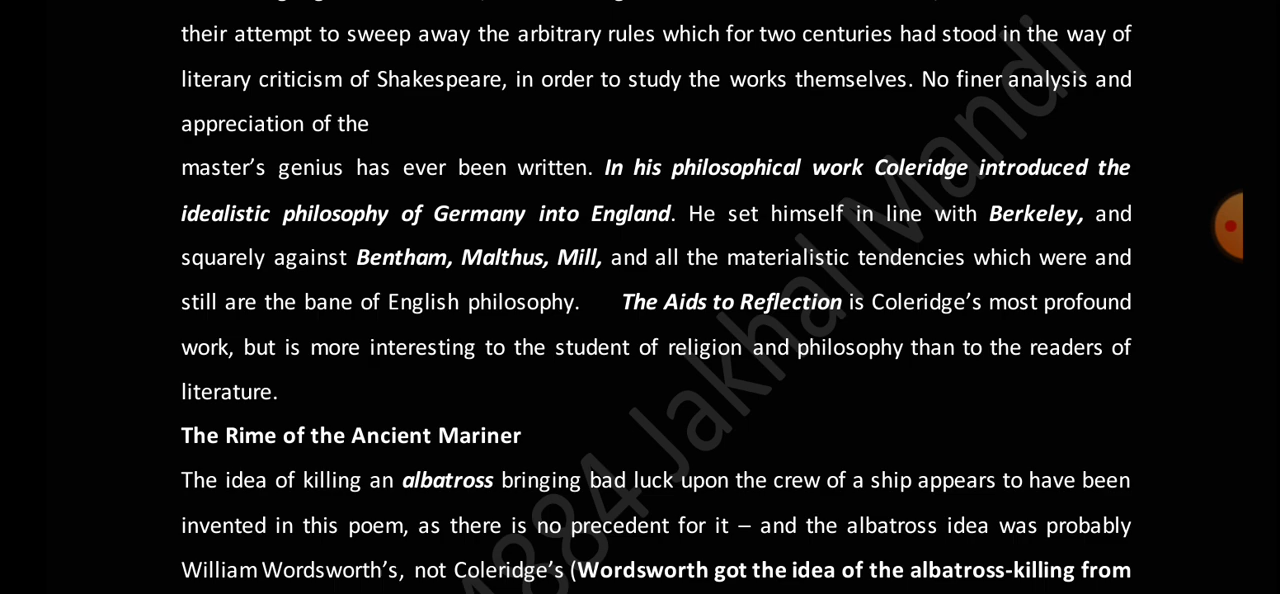 their attempt to sweep away the arbitrary rules which for two centuries had stood in the way of
literary criticism of Shakespeare, in order to study the works themselves. No finer analysis and
appreciation of the
master's genius has ever been written. In his philosophical work Coleridge introduced the
idealistic philosophy of Germany into England. He set himself in line with Berkeley, and
squarely against Bentham, Malthus, Mill, and all the materialistic tendencies which were and
still are the bane of English philosophy. The Aids to Reflection is Coleridge's most profound
work, but is more interesting to the student of religion and philosophy than to the readers of
literature.
The Rime of the Ancient Mariner
The idea of killing an albatross bringing bad luck upon the crew of a ship appears to have been
invented in this poem, as there is no precedent for it – and the albatross idea was probably
William Wordsworth's, not Coleridge's (Wordsworth got the idea of the albatross-killing from
4884 Jakhal Mandi